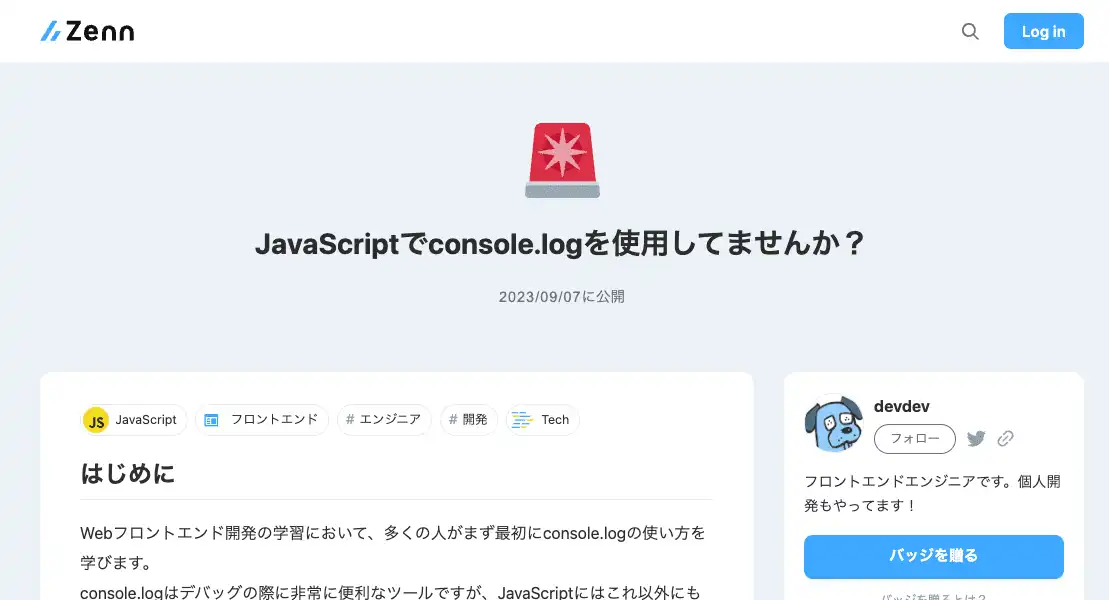 Zenn
Log in
JavaScriptでconsole.logを使用してませんか？
2023/09/07に公開
JS JavaScript
フロントエンド
# エンジニア
# 開発
Tech
はじめに
Webフロントエンド開発の学習において、多くの人がまず最初にconsole.logの使い方を
学びます。
console.logはデバッグの際に非常に便利なツールですが、JavaScriptにはこれ以外にも
devdev
フォロー
フロントエンドエンジニアです。個人開
発もやってます！
バッジを贈る
バッジを贈るとは？